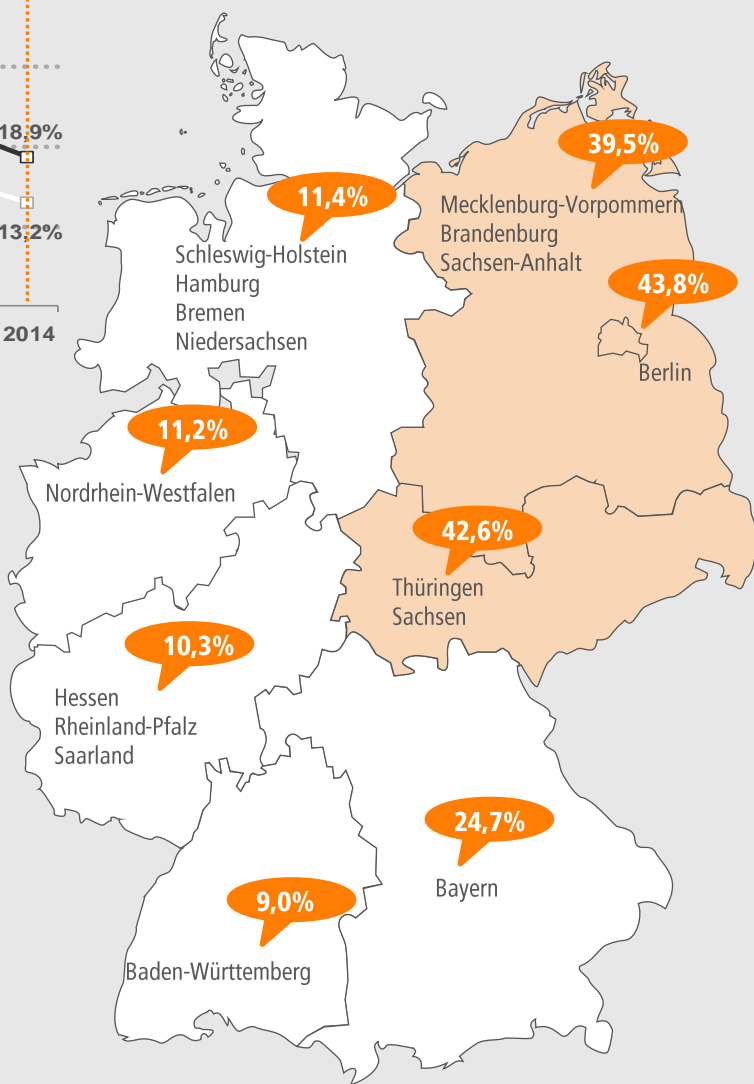 18,9%
13,2%
2014
39,5%
Mecklenburg-Vorpommern
Brandenburg
Sachsen-Anhalt
11,4%
Schleswig-Holstein
Hamburg
Bremen
Niedersachsen
43,8%
Berlin
11,2%
Nordrhein-Westfalen
42,6%
Thüringen
Sachsen
10,3%
Hessen
Rheinland-Pfalz
Saarland
24,7%
Bayern
9,0%
Baden-Württemberg